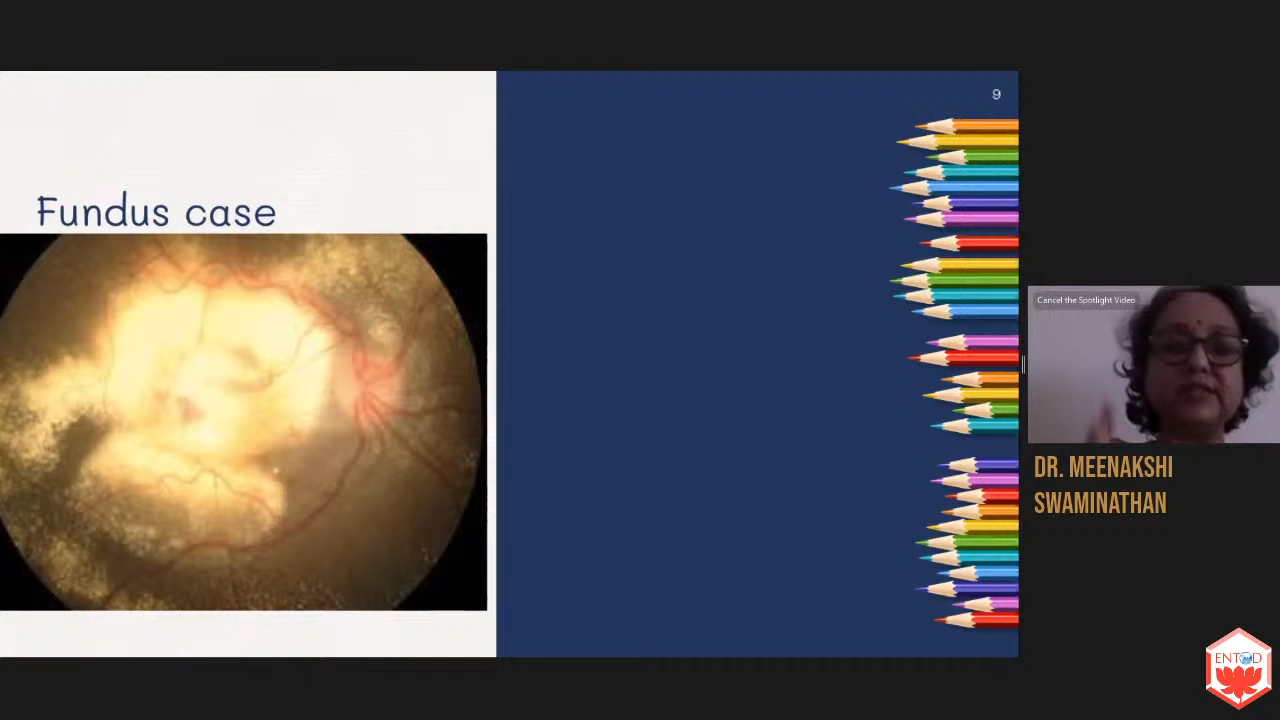 9
Fundus case
Cancel the Spotlight Video
DR. MEENAKSHI
SWAMINATHAN
ENTOD